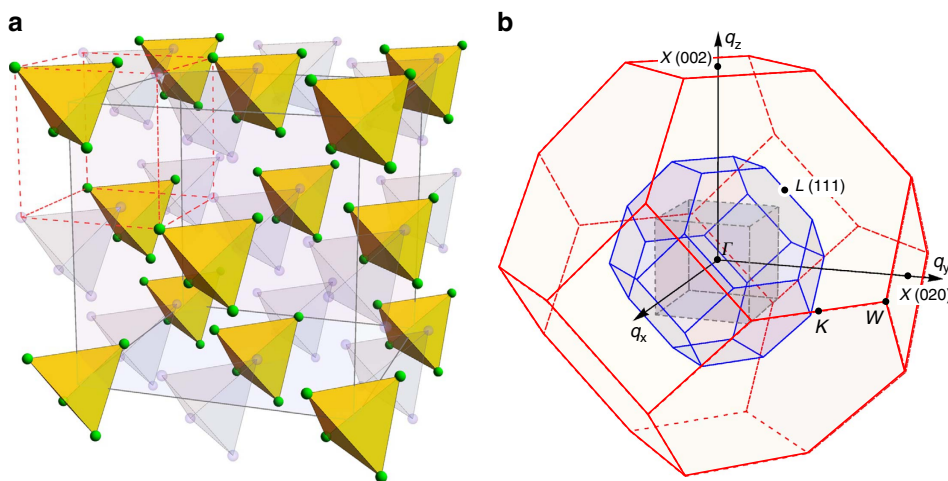 a
b
q_z
X (002)
L (111)
Γ
q_y
X (020)
K
W
q_x